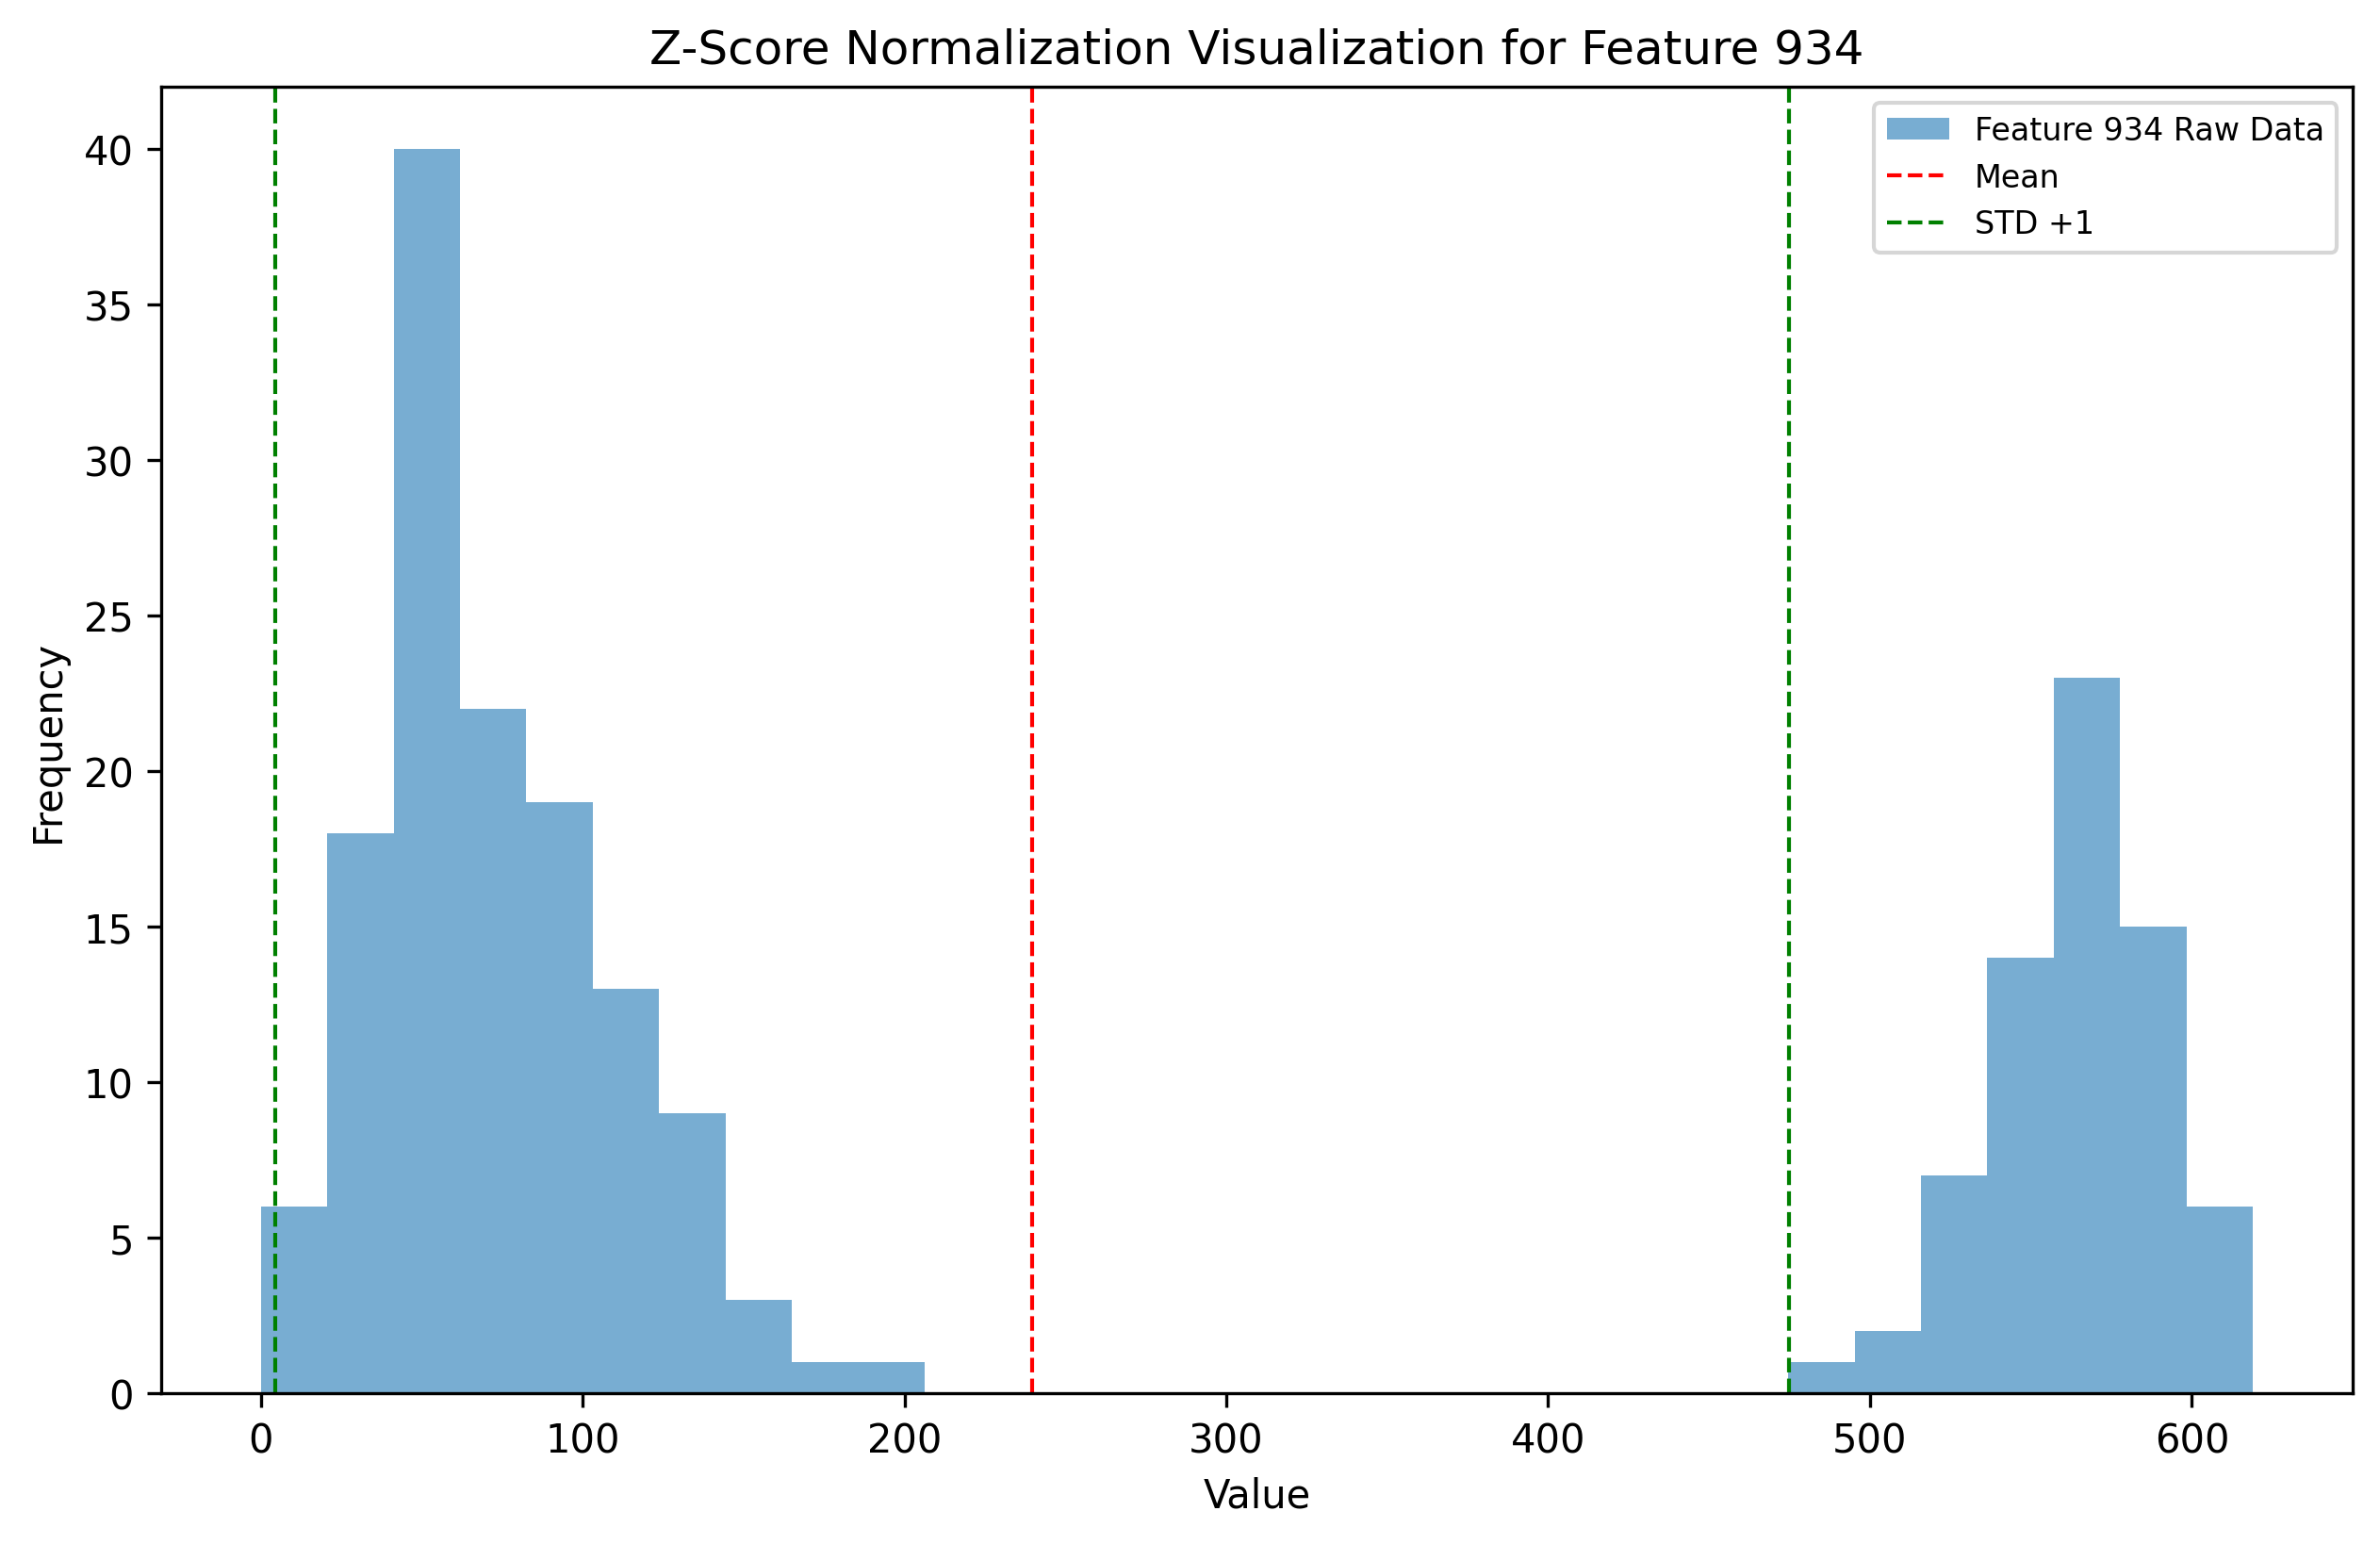 Z-Score Normalization Visualization for Feature 934
Feature 934 Raw Data
Mean
STD +1
40
35
30
25
20
15
10
5
0
Frequency
0 100 200 300 400 500 600
Value